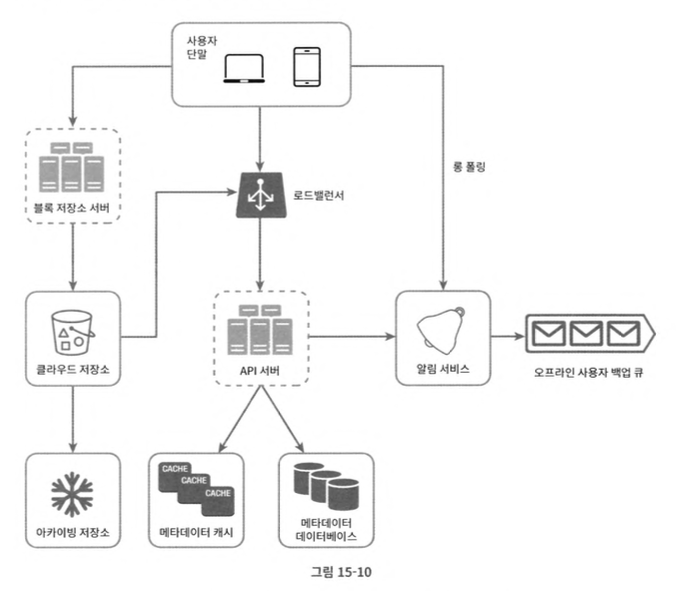 사용자
단말
롱 폴링
로드밸런서
블록 저장소 서버
클라우드 저장소
API 서버
알림 서비스
오프라인 사용자 백업 큐
CACHE
CACHE
CACHE
아카이빙 저장소
메타데이터 캐시
메타데이터
데이터베이스
그림 15-10